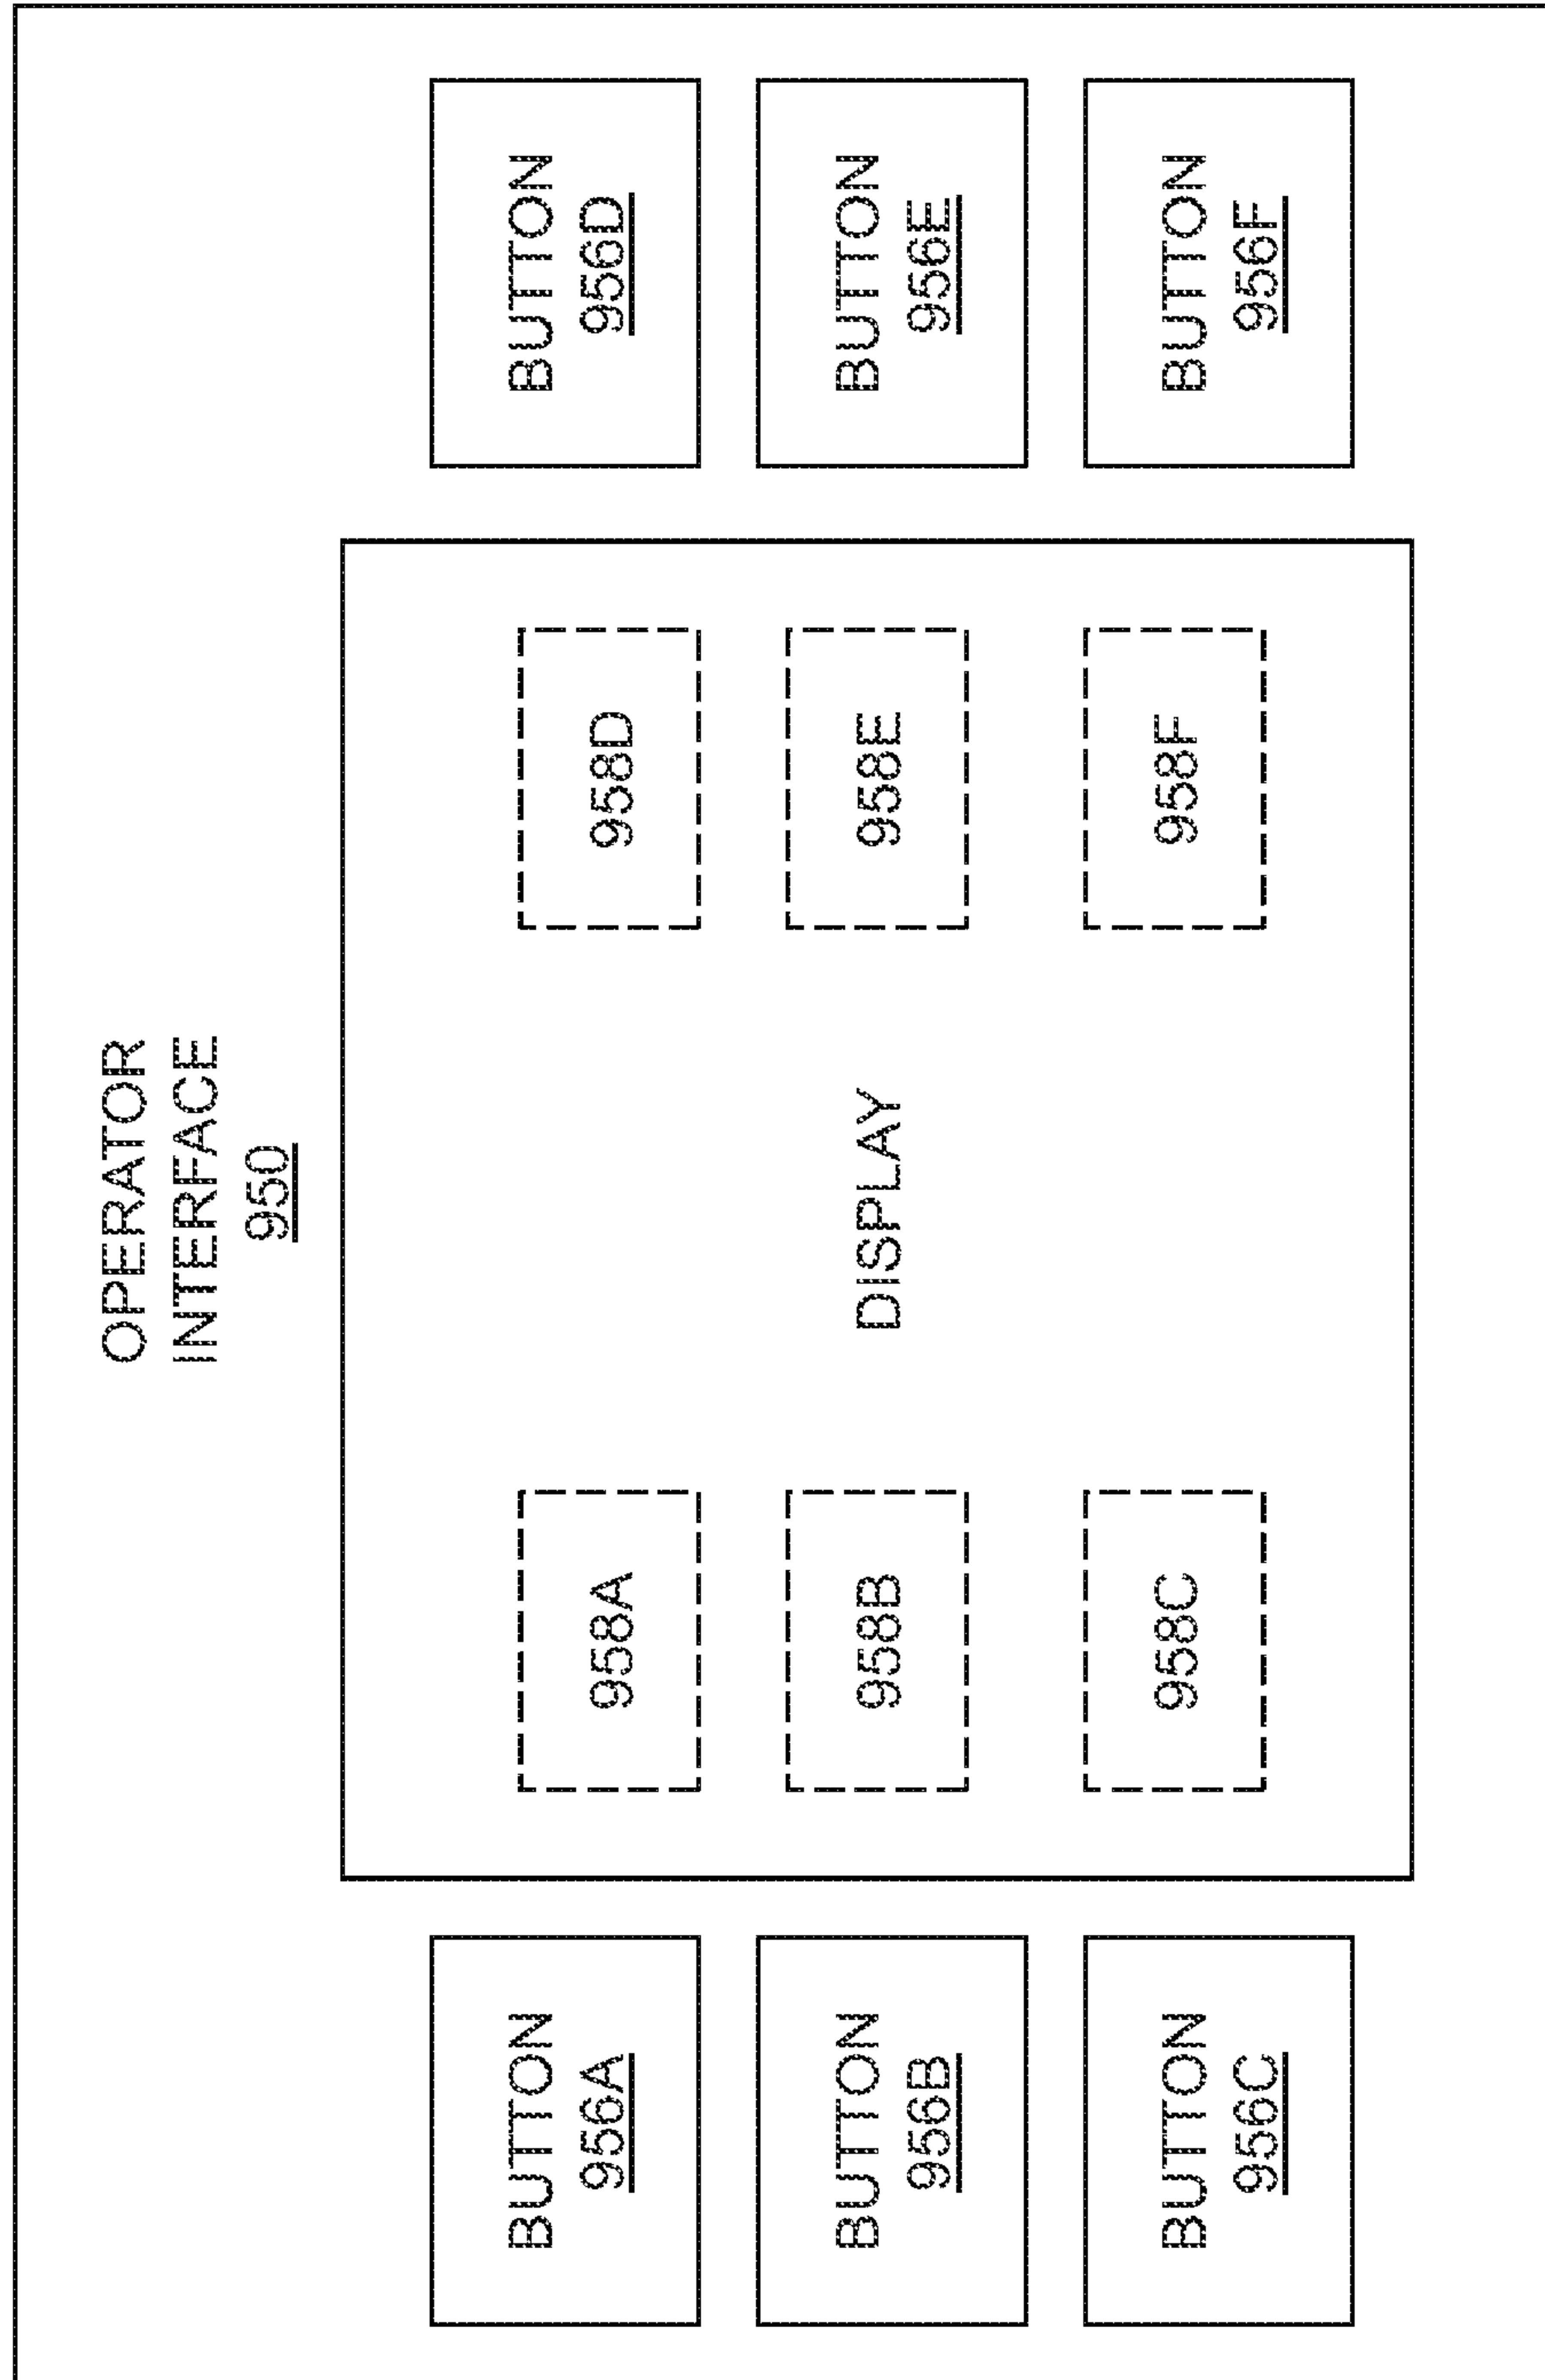 OPERATOR
INTERFACE
950
BUTTON
956A
958A
958D
BUTTON
956D
BUTTON
956B
958B
DISPLAY
958E
BUTTON
956E
BUTTON
956C
958C
958F
BUTTON
956F